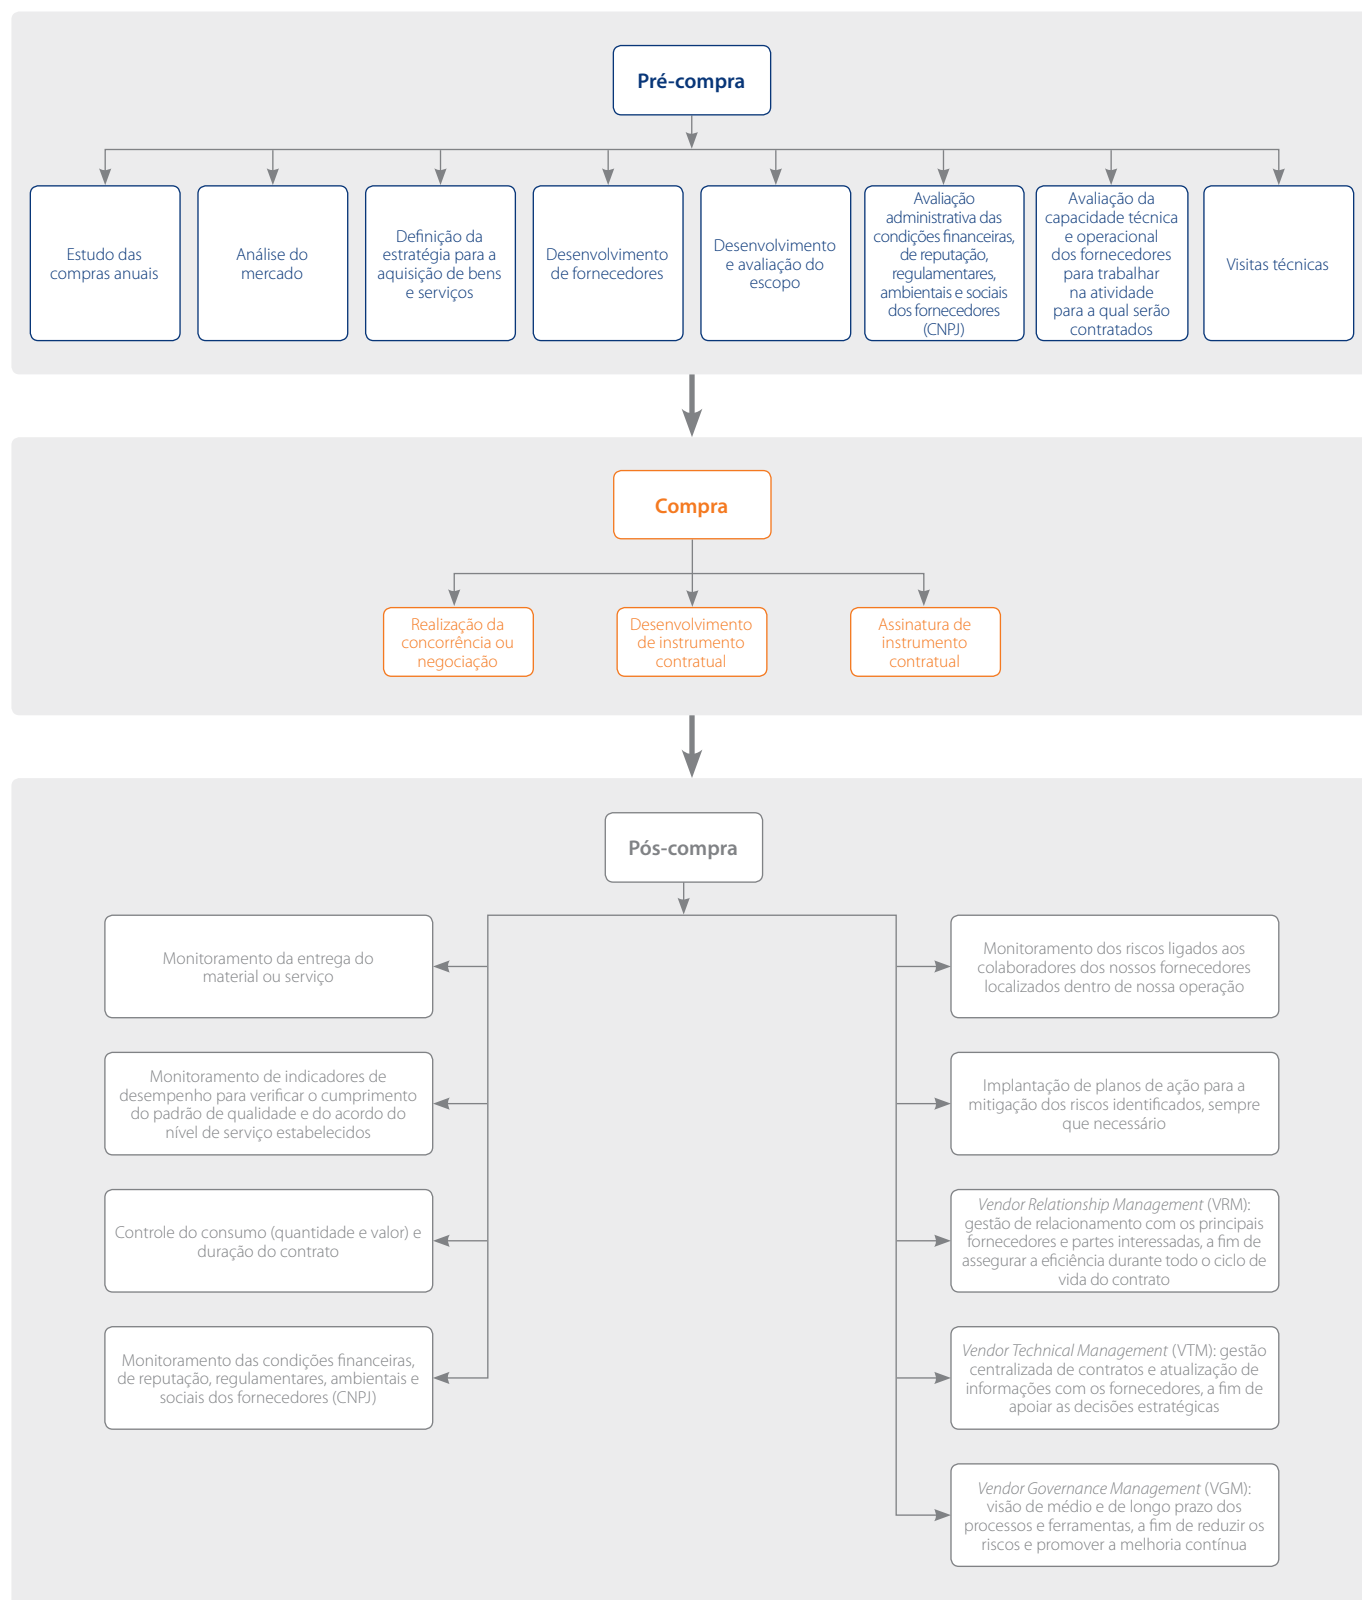 Pré-compra
Estudo das
compras anuais
Análise do
mercado
Definição da
estratégia para a
aquisição de bens
e serviços
Desenvolvimento
de fornecedores
Desenvolvimento
e avaliação do
escopo
Avaliação
administrativa das
condições financeiras,
de reputação,
regulamentares,
ambientais e sociais
dos fornecedores
(CNPJ)
Avaliação da
capacidade técnica
e operacional
dos fornecedores
para trabalhar
na atividade
para a qual serão
contratados
Visitas técnicas
Compra
Realização da
concorrência ou
negociação
Desenvolvimento
de instrumento
contratual
Assinatura de
instrumento
contratual
Pós-compra
Monitoramento da entrega do
material ou serviço
Monitoramento de indicadores de
desempenho para verificar o cumprimento
do padrão de qualidade e do acordo do
nível de serviço estabelecidos
Controle do consumo (quantidade e valor) e
duração do contrato
Monitoramento das condições financeiras,
de reputação, regulamentares, ambientais e
sociais dos fornecedores (CNPJ)
Monitoramento dos riscos ligados aos
colaboradores dos nossos fornecedores
localizados dentro de nossa operação
Implantação de planos de ação para a
mitigação dos riscos identificados, sempre
que necessário
Vendor Relationship Management (VRM):
gestão de relacionamento com os principais
fornecedores e partes interessadas, a fim de
assegurar a eficiência durante todo o ciclo de
vida do contrato
Vendor Technical Management (VTM): gestão
centralizada de contratos e atualização de
informações com os fornecedores, a fim de
apoiar as decisões estratégicas
Vendor Governance Management (VGM):
visão de médio e de longo prazo dos
processos e ferramentas, a fim de reduzir os
riscos e promover a melhoria contínua